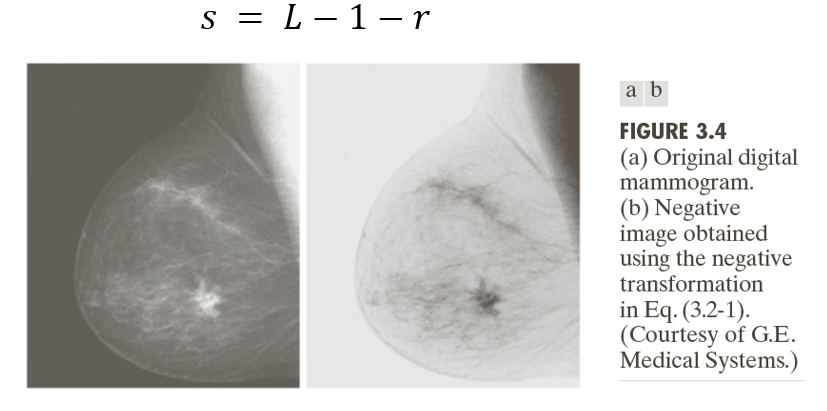 s = L − 1 − r
a b
FIGURE 3.4
(a) Original digital
mammogram.
(b) Negative
image obtained
using the negative
transformation
in Eq. (3.2-1).
(Courtesy of G.E.
Medical Systems.)